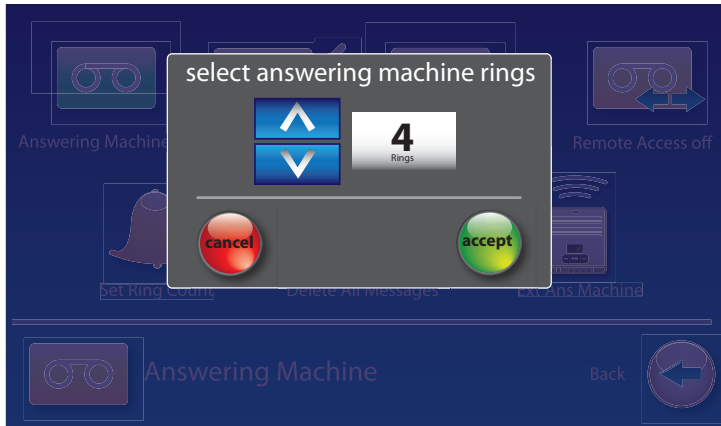 select answering machine rings
4
Rings
Answering Machine
Remote Access off
cancel
accept
Set Ring Count
Delete All Messages
Ext Ans Machine
Answering Machine
Back